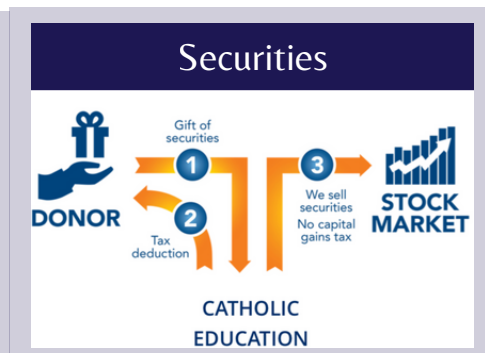 Securities
Gift of
securities
1
DONOR
2
Tax
deduction
3
We sell
securities
No capital
gains tax
STOCK
MARKET
CATHOLIC
EDUCATION